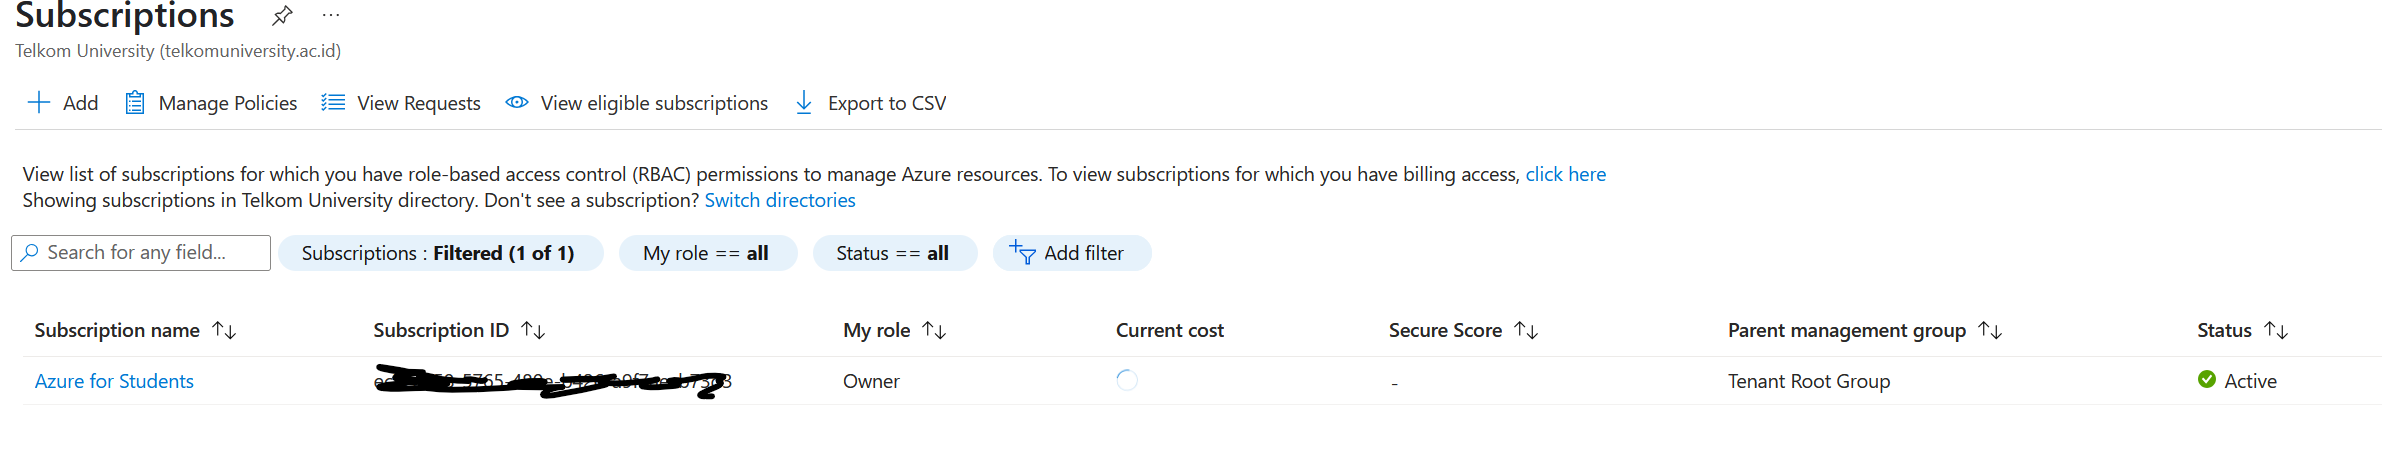 Subscriptions
Telkom University (telkomuniversity.ac.id)
Add Manage Policies View Requests View eligible subscriptions Export to CSV
View list of subscriptions for which you have role-based access control (RBAC) permissions to manage Azure resources. To view subscriptions for which you have billing access, click here
Showing subscriptions in Telkom University directory. Don't see a subscription? Switch directories
Search for any field... Subscriptions : Filtered (1 of 1) My role == all Status == all Add filter
Subscription name Subscription ID My role Current cost Secure Score Parent management group Status
Azure for Students Owner - Tenant Root Group Active